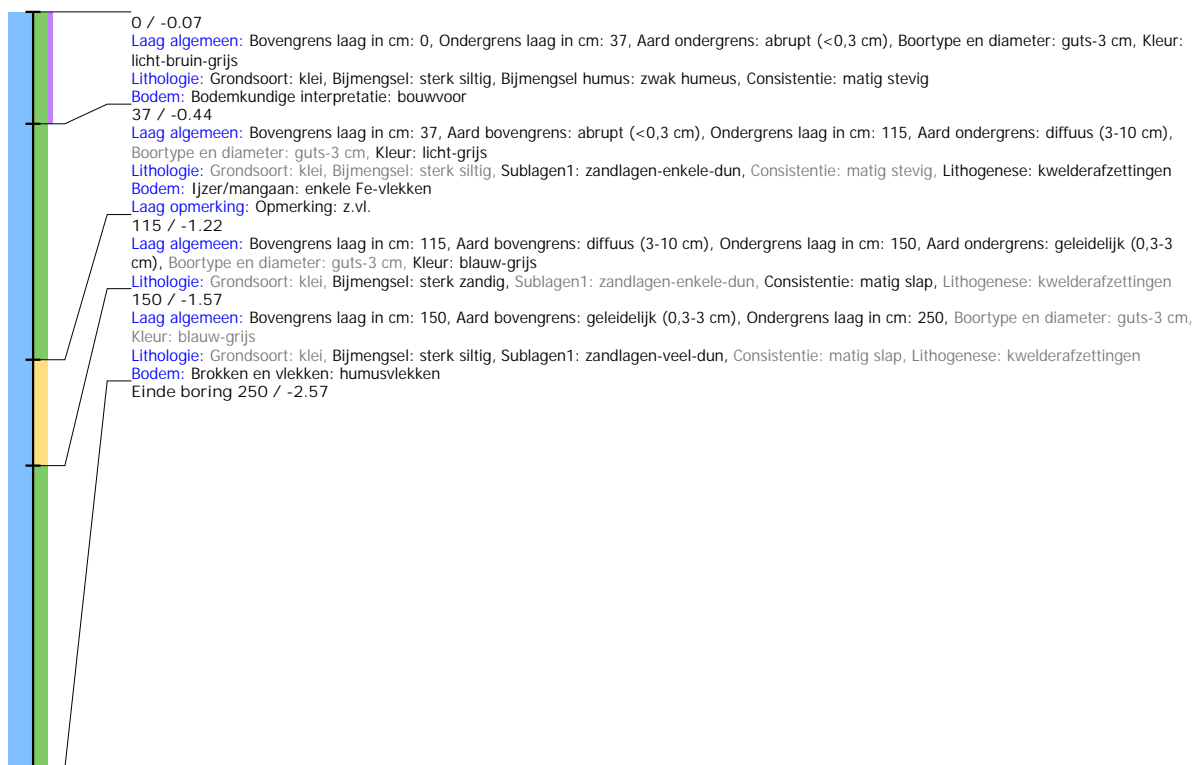 0 / -0.07
Laag algemeen: Bovengrens laag in cm: 0, Ondergrens laag in cm: 37, Aard ondergrens: abrupt (<0,3 cm), Boortype en diameter: guts-3 cm, Kleur:
licht-bruin-grijs
Lithologie: Grondsoort: klei, Bijmengsel: sterk siltig, Bijmengsel humus: zwak humeus, Consistentie: matig stevig
Bodem: Bodemkundige interpretatie: bouwvoor
37 / -0.44
Laag algemeen: Bovengrens laag in cm: 37, Aard bovengrens: abrupt (<0,3 cm), Ondergrens laag in cm: 115, Aard ondergrens: diffuus (3-10 cm),
Boortype en diameter: guts-3 cm, Kleur: licht-grijs
Lithologie: Grondsoort: klei, Bijmengsel: sterk siltig, Sublagen1: zandlagen-enkele-dun, Consistentie: matig stevig, Lithogenese: kwelderafzettingen
Bodem: Ijzer/mangaan: enkele Fe-vlekken
Laag opmerking: Opmerking: z.vl.
115 / -1.22
Laag algemeen: Bovengrens laag in cm: 115, Aard bovengrens: diffuus (3-10 cm), Ondergrens laag in cm: 150, Aard ondergrens: geleidelijk (0,3-3
cm), Boortype en diameter: guts-3 cm, Kleur: blauw-grijs
Lithologie: Grondsoort: klei, Bijmengsel: sterk zandig, Sublagen1: zandlagen-enkele-dun, Consistentie: matig slap, Lithogenese: kwelderafzettingen
150 / -1.57
Laag algemeen: Bovengrens laag in cm: 150, Aard bovengrens: geleidelijk (0,3-3 cm), Ondergrens laag in cm: 250, Boortype en diameter: guts-3 cm,
Kleur: blauw-grijs
Lithologie: Grondsoort: klei, Bijmengsel: sterk siltig, Sublagen1: zandlagen-veel-dun, Consistentie: matig slap, Lithogenese: kwelderafzettingen
Bodem: Brokken en vlekken: humusvlekken
Einde boring 250 / -2.57